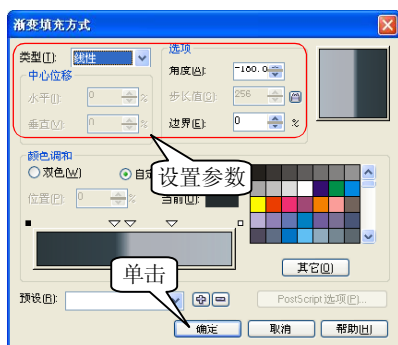 渐变填充方式
类型(T): 线性
选项
角度(A): -180.0
中心位移
水平(I): 0 %
步长值(S): 256
垂直(V): 0 %
边界(E): 0 %
设置参数
颜色调和
双色(W) 自定
位置(P): 0 %
当前(U):
其它(O)
单击
预设(R):
PostScript 选项(P)...
确定 取消 帮助(H)